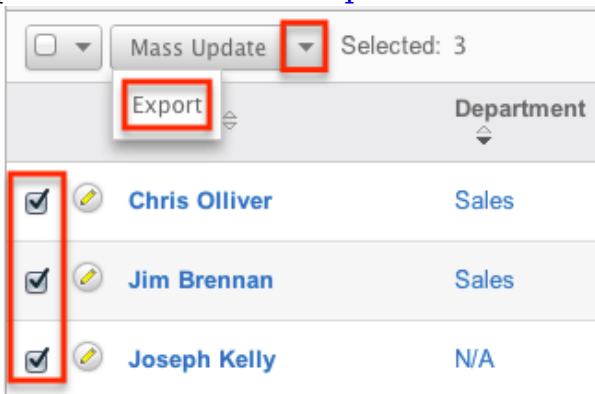 Mass Update Selected: 3
Export Department
Chris Olliver Sales
Jim Brennan Sales
Joseph Kelly N/A